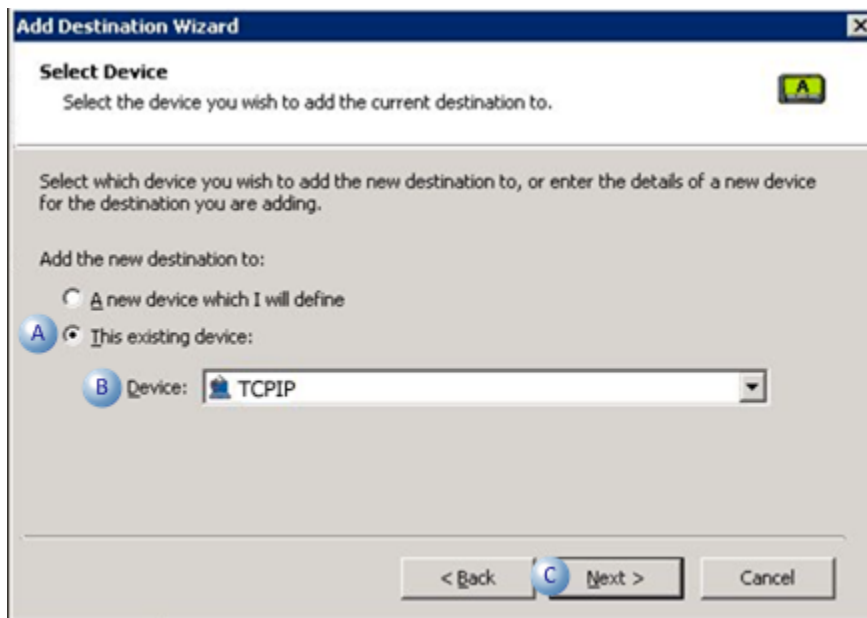 Add Destination Wizard
Select Device
Select the device you wish to add the current destination to.
A
Select which device you wish to add the new destination to, or enter the details of a new device
for the destination you are adding.
Add the new destination to:
A new device which I will define
A This existing device:
B Device: TCPIP
< Back C Next > Cancel